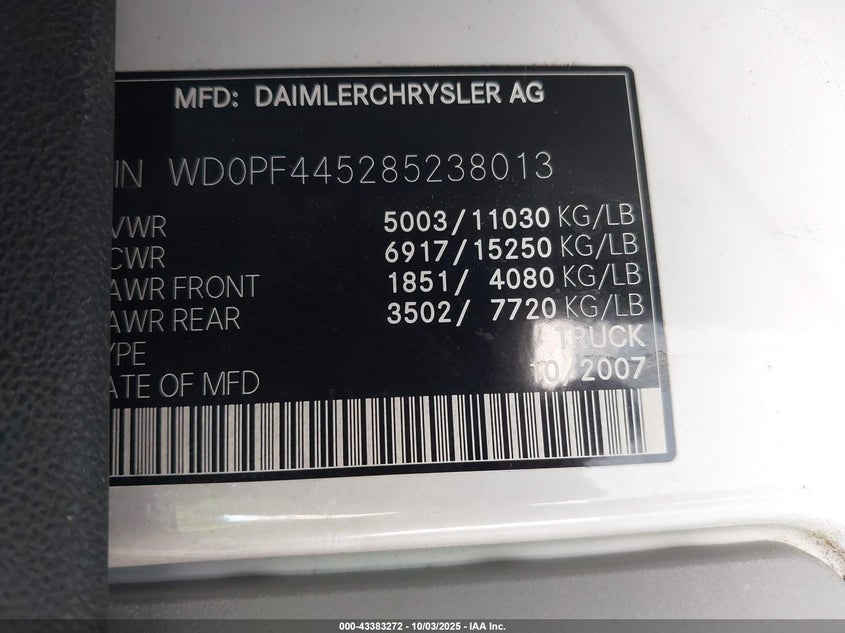 MFD: DAIMLERCHRYSLER AG
IN WD0PF445285238013
VWR 5003/11030 KG/LB
CWR 6917/15250 KG/LB
AWR FRONT 1851/ 4080 KG/LB
AWR REAR 3502/ 7720 KG/LB
YPE TRUCK
ATE OF MFD 10/2007
000-43383272 - 10/03/2025 - IAA Inc.